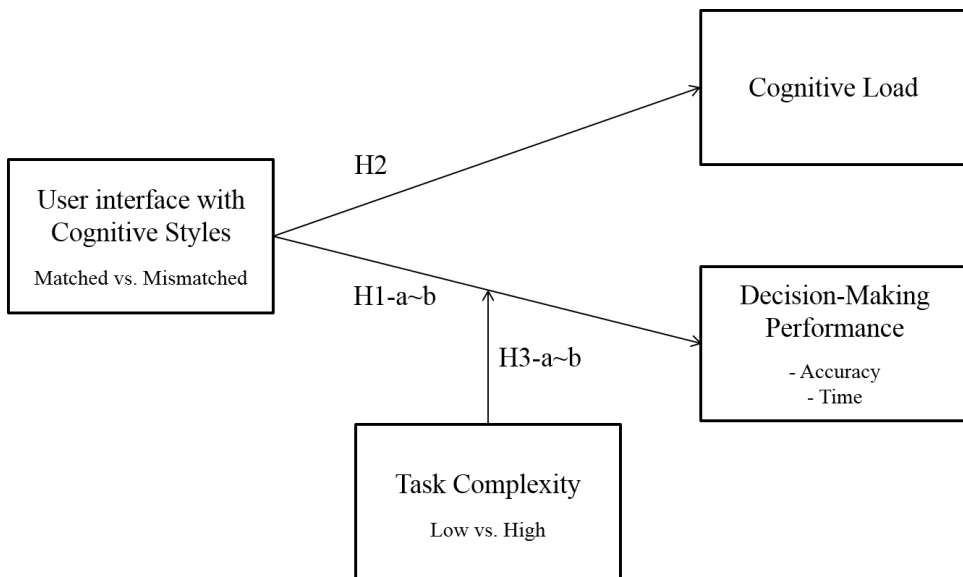 Cognitive Load
H2
User interface with
Cognitive Styles
Matched vs. Mismatched
H1-a~b
Decision-Making
Performance
- Accuracy
- Time
H3-a~b
Task Complexity
Low vs. High